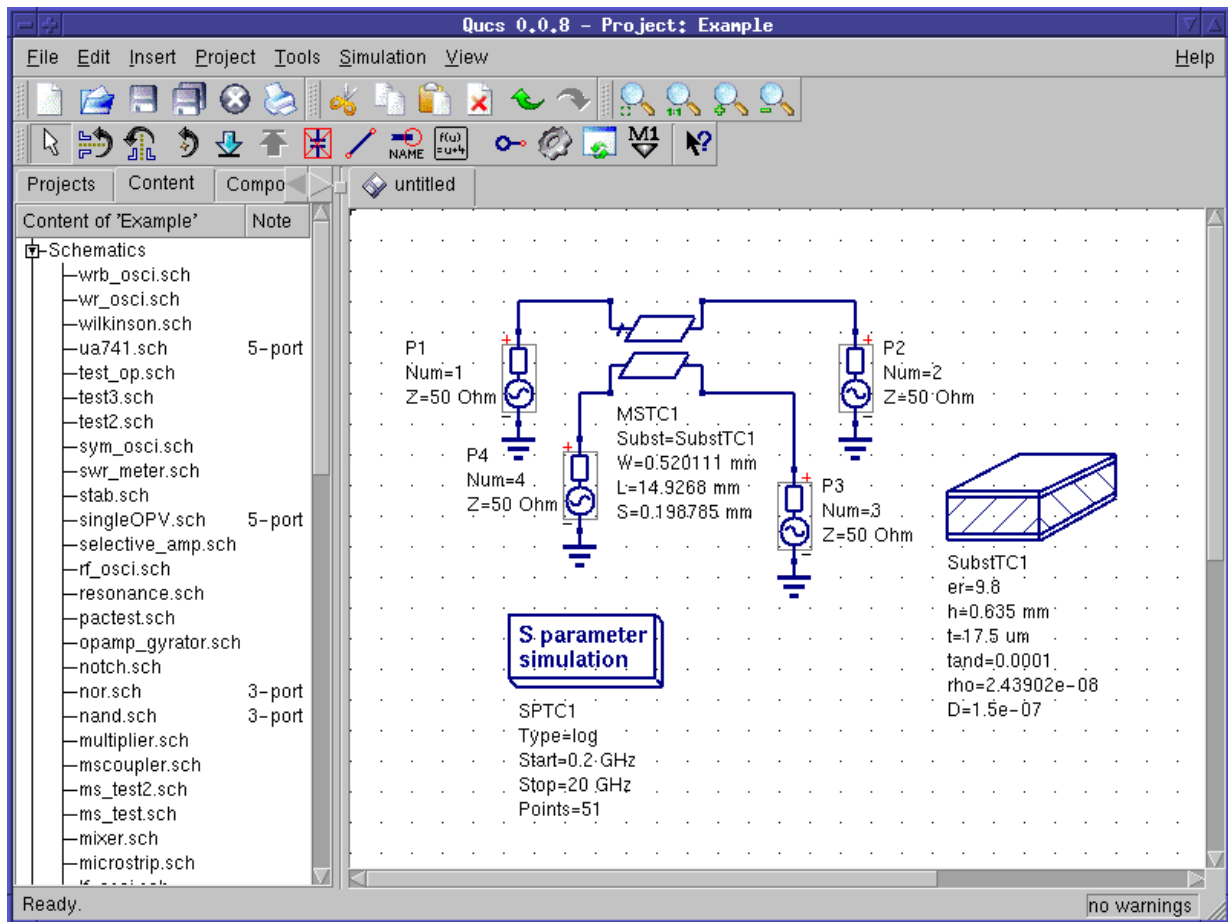 Qucs 0.0.8 - Project: Example
File Edit Insert Project Tools Simulation View Help
1:1
NAME
f(u)
=u+4
M1
Projects Content Compo
untitled
Content of 'Example' Note
Schematics
wrb_osci.sch
wr_osci.sch
wilkinson.sch
ua741.sch 5-port
test_op.sch
test3.sch
test2.sch
sym_osci.sch
swr_meter.sch
stab.sch
singleOPV.sch 5-port
selective_amp.sch
rf_osci.sch
resonance.sch
pactest.sch
opamp_gyrator.sch
notch.sch
nor.sch 3-port
nand.sch 3-port
multiplier.sch
mscoupler.sch
ms_test2.sch
ms_test.sch
mixer.sch
microstrip.sch
P1
Num=1
Z=50 Ohm
P2
Num=2
Z=50 Ohm
P4
Num=4
Z=50 Ohm
MSTC1
Subst=SubstTC1
W=0.520111 mm
L=14.9268 mm
S=0.198785 mm
P3
Num=3
Z=50 Ohm
SubstTC1
er=9.8
h=0.635 mm
t=17.5 um
tand=0.0001
rho=2.43902e-08
D=1.5e-07
S parameter
simulation
SPTC1
Type=log
Start=0.2 GHz
Stop=20 GHz
Points=51
Ready.
no warnings